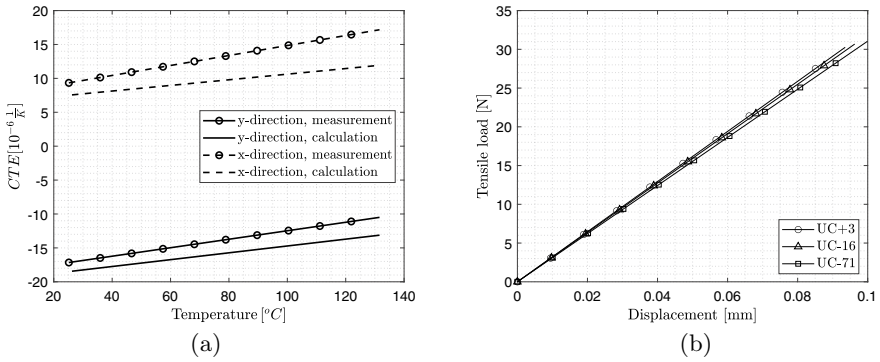 20
15
10
5
0
-5
-10
-15
-20
CTE[10⁻⁶ 1/K]
y-direction, measurement
y-direction, calculation
x-direction, measurement
x-direction, calculation
20 40 60 80 100 120 140
Temperature [°C]
(a)
35
30
25
20
15
10
5
0
Tensile load [N]
UC+3
UC-16
UC-71
0 0.02 0.04 0.06 0.08 0.1
Displacement [mm]
(b)